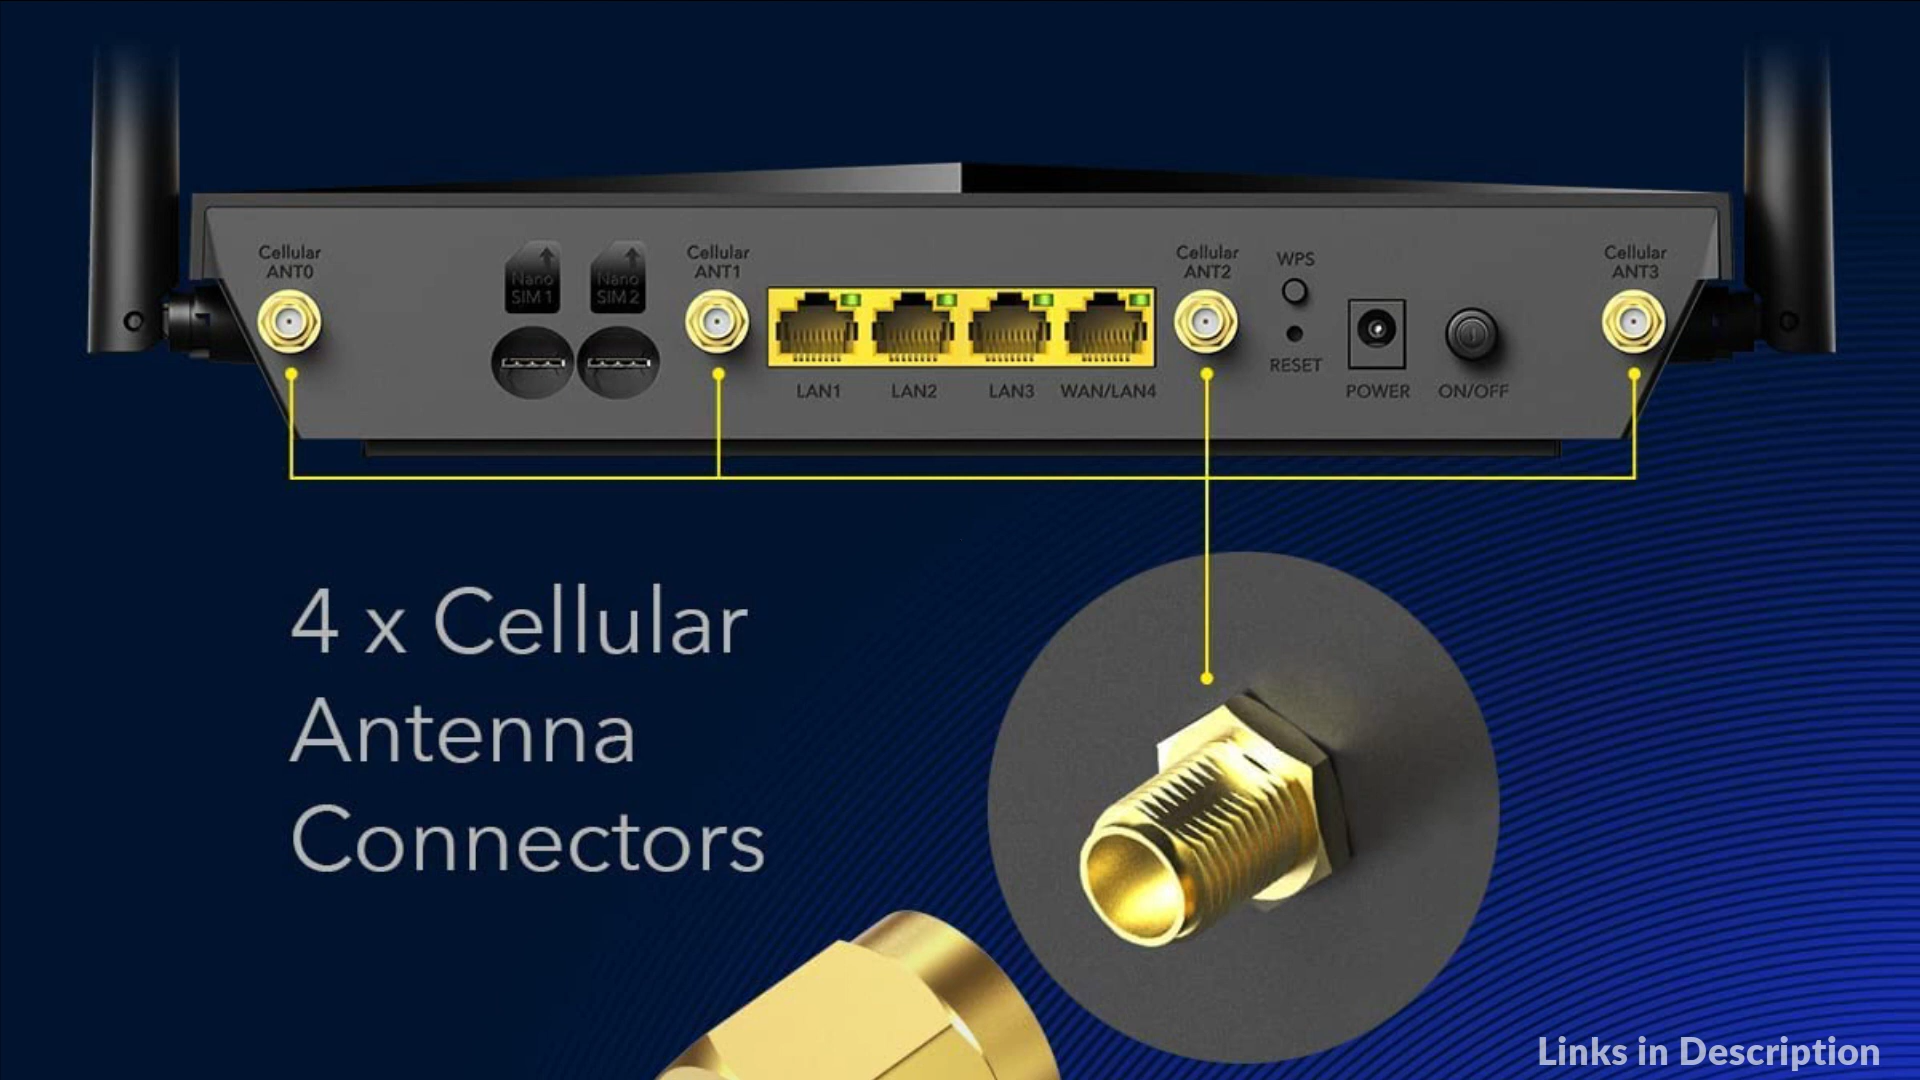 Cellular
ANT0
Nano
SIM 1
Nano
SIM 2
Cellular
ANT1
Cellular
ANT2
WPS
Cellular
ANT3
RESET
LAN1
LAN2
LAN3
WAN/LAN4
POWER
ON/OFF
4 x Cellular
Antenna
Connectors
Links in Description